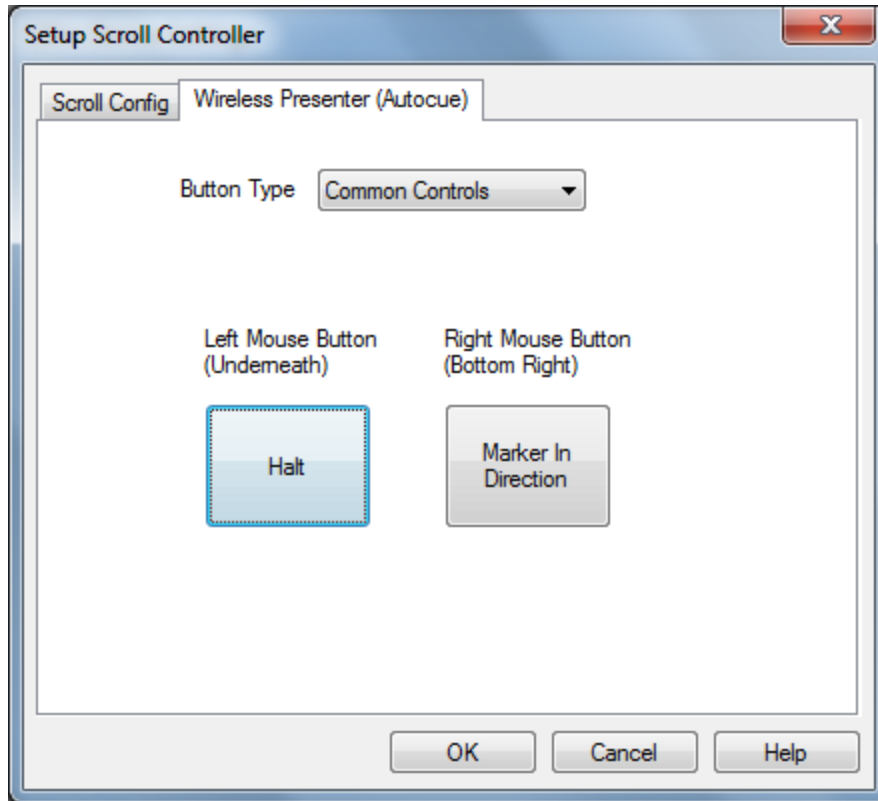 Setup Scroll Controller
Scroll Config Wireless Presenter (Autocue)
Button Type Common Controls
Left Mouse Button Right Mouse Button
(Underneath) (Bottom Right)
Halt
Marker In
Direction
OK Cancel Help